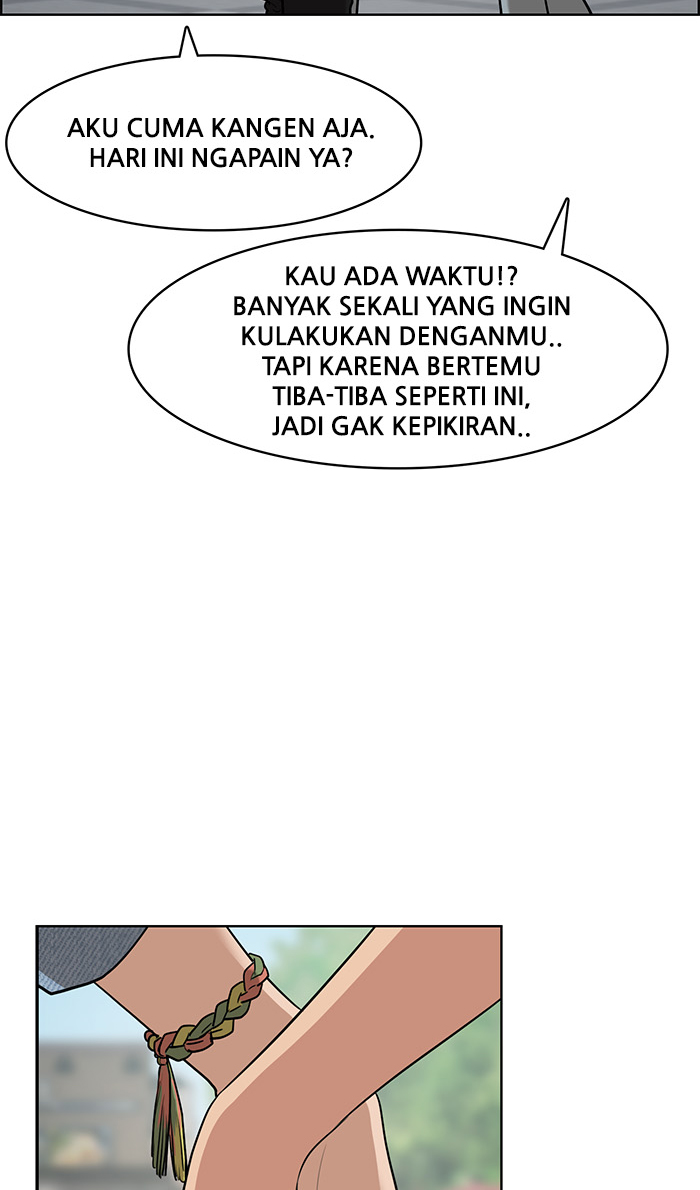 AKU CUMA KANGEN AJA.
HARI INI NGAPAIN YA?
KAU ADA WAKTU!?
BANYAK SEKALI YANG INGIN
KULAKUKAN DENGANMU..
TAPI KARENA BERTEMU
TIBA-TIBA SEPERTI INI,
JADI GAK KEPIKIRAN..